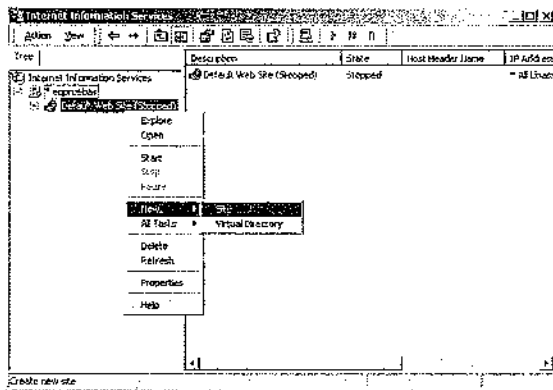 Internet Information Services
Action View
Tree
Description State Host Header Name IP Address
Internet Information Services
Default Web Site (Stopped) Stopped * All Unass
Default Web Site (Stopped)
Explore
Open
Start
Stop
Pause
New Site
All Tasks Virtual Directory
Delete
Refresh
Properties
Help
Create new site